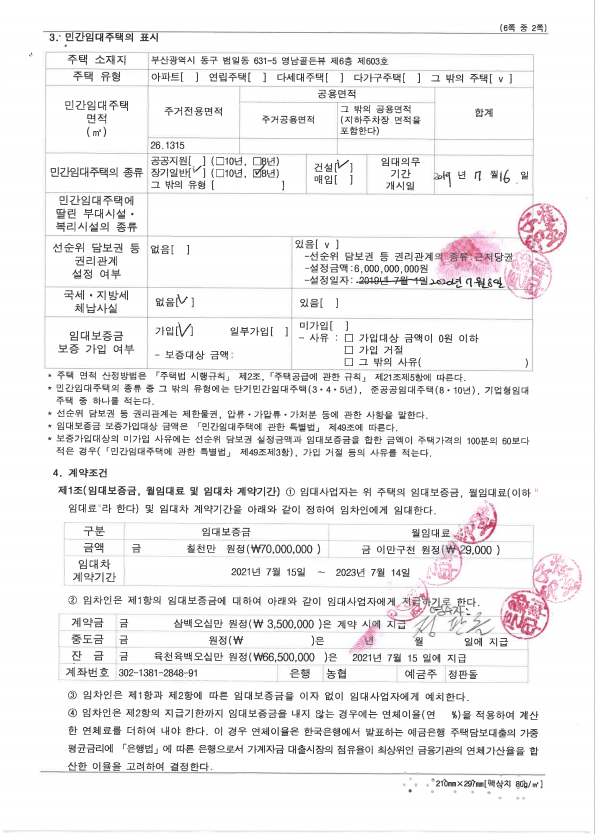 (6쪽 중 2쪽)
3. 민간임대주택의 표시
주택 소재지 부산광역시 동구 범일동 631-5 영남골든뷰 제6층 제603호
주택 유형 아파트[ ] 연립주택[ ] 다세대주택[ ] 다가구주택[ ] 그 밖의 주택[ v ]
민간임대주택 면적 (㎡)
주거전용면적
공용면적
주거공용면적
그 밖의 공용면적 (지하주차장 면적을 포함한다)
합계
26.1315
민간임대주택의 종류
공공지원[ ] (□10년, □8년)
장기일반[√] (□10년, ☑8년)
그 밖의 유형 [ ]
건설[√]
매입[ ]
임대의무 기간 개시일
2019 년 7 월 16 . 일
민간임대주택에 딸린 부대시설·복리시설의 종류
선순위 담보권 등 권리관계 설정 여부
없음[ ]
있음[ v ]
-선순위 담보권 등 권리관계의 종류:근저당권
-설정금액:6,000,000,000원
-설정일자: 2019년 7월 1일 2020년 7월 8일
국세·지방세 체납사실
없음[√]
있음[ ]
임대보증금 보증 가입 여부
가입[√] 일부가입[ ]
- 보증대상 금액:
미가입[ ]
- 사유 : □ 가입대상 금액이 0원 이하
□ 가입 거절
□ 그 밖의 사유( )
* 주택 면적 산정방법은 「주택법 시행규칙」 제2조, 「주택공급에 관한 규칙」 제21조제5항에 따른다.
* 민간임대주택의 종류 중 그 밖의 유형에는 단기민간임대주택(3·4·5년), 준공공임대주택(8·10년), 기업형임대
주택 중 하나를 적는다.
* 선순위 담보권 등 권리관계는 제한물권, 압류·가압류·가처분 등에 관한 사항을 말한다.
* 임대보증금 보증가입대상 금액은 「민간임대주택에 관한 특별법」 제49조에 따른다.
* 보증가입대상의 미가입 사유에는 선순위 담보권 설정금액과 임대보증금을 합한 금액이 주택가격의 100분의 60보다
적은 경우(「민간임대주택에 관한 특별법」 제49조제3항), 가입 거절 등의 사유를 적는다.
4. 계약조건
제1조(임대보증금, 월임대료 및 임대차 계약기간) ① 임대사업자는 위 주택의 임대보증금, 월임대료(이하 "
임대료"라 한다) 및 임대차 계약기간을 아래와 같이 정하여 임차인에게 임대한다.
구분 임대보증금 월임대료
금액 금 칠천만 원정(₩70,000,000 ) 금 이만구천 원정(₩ 29,000 )
임대차 계약기간 2021년 7월 15일 ~ 2023년 7월 14일
② 임차인은 제1항의 임대보증금에 대하여 아래와 같이 임대사업자에게 지급하기로 한다.
계약금 금 삼백오십만 원정(₩ 3,500,000 )은 계약 시에 지급
중도금 금 원정(₩ )은 년 월 일에 지급
잔 금 금 육천육백오십만 원정(₩66,500,000 )은 2021년 7월 15 일에 지급
계좌번호 302-1381-2848-91 은행 농협 예금주 정판돌
③ 임차인은 제1항과 제2항에 따른 임대보증금을 이자 없이 임대사업자에게 예치한다.
④ 임차인은 제2항의 지급기한까지 임대보증금을 내지 않는 경우에는 연체이율(연 %)을 적용하여 계산
한 연체료를 더하여 내야 한다. 이 경우 연체이율은 한국은행에서 발표하는 예금은행 주택담보대출의 가중
평균금리에 「은행법」에 따른 은행으로서 가계자금 대출시장의 점유율이 최상위인 금융기관의 연체가산율을 합
산한 이율을 고려하여 결정한다.
210mm×297mm[백상지 80g/㎡]